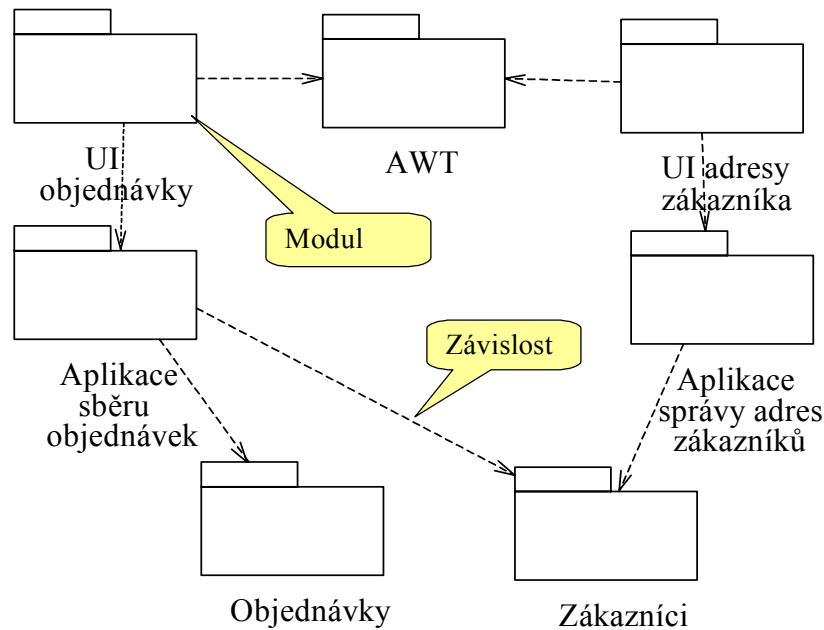 UI
objednávky
AWT
UI adresy
zákazníka
Modul
Závislost
Aplikace
sběru
objednávek
Aplikace
správy adres
zákazníků
Objednávky
Zákazníci